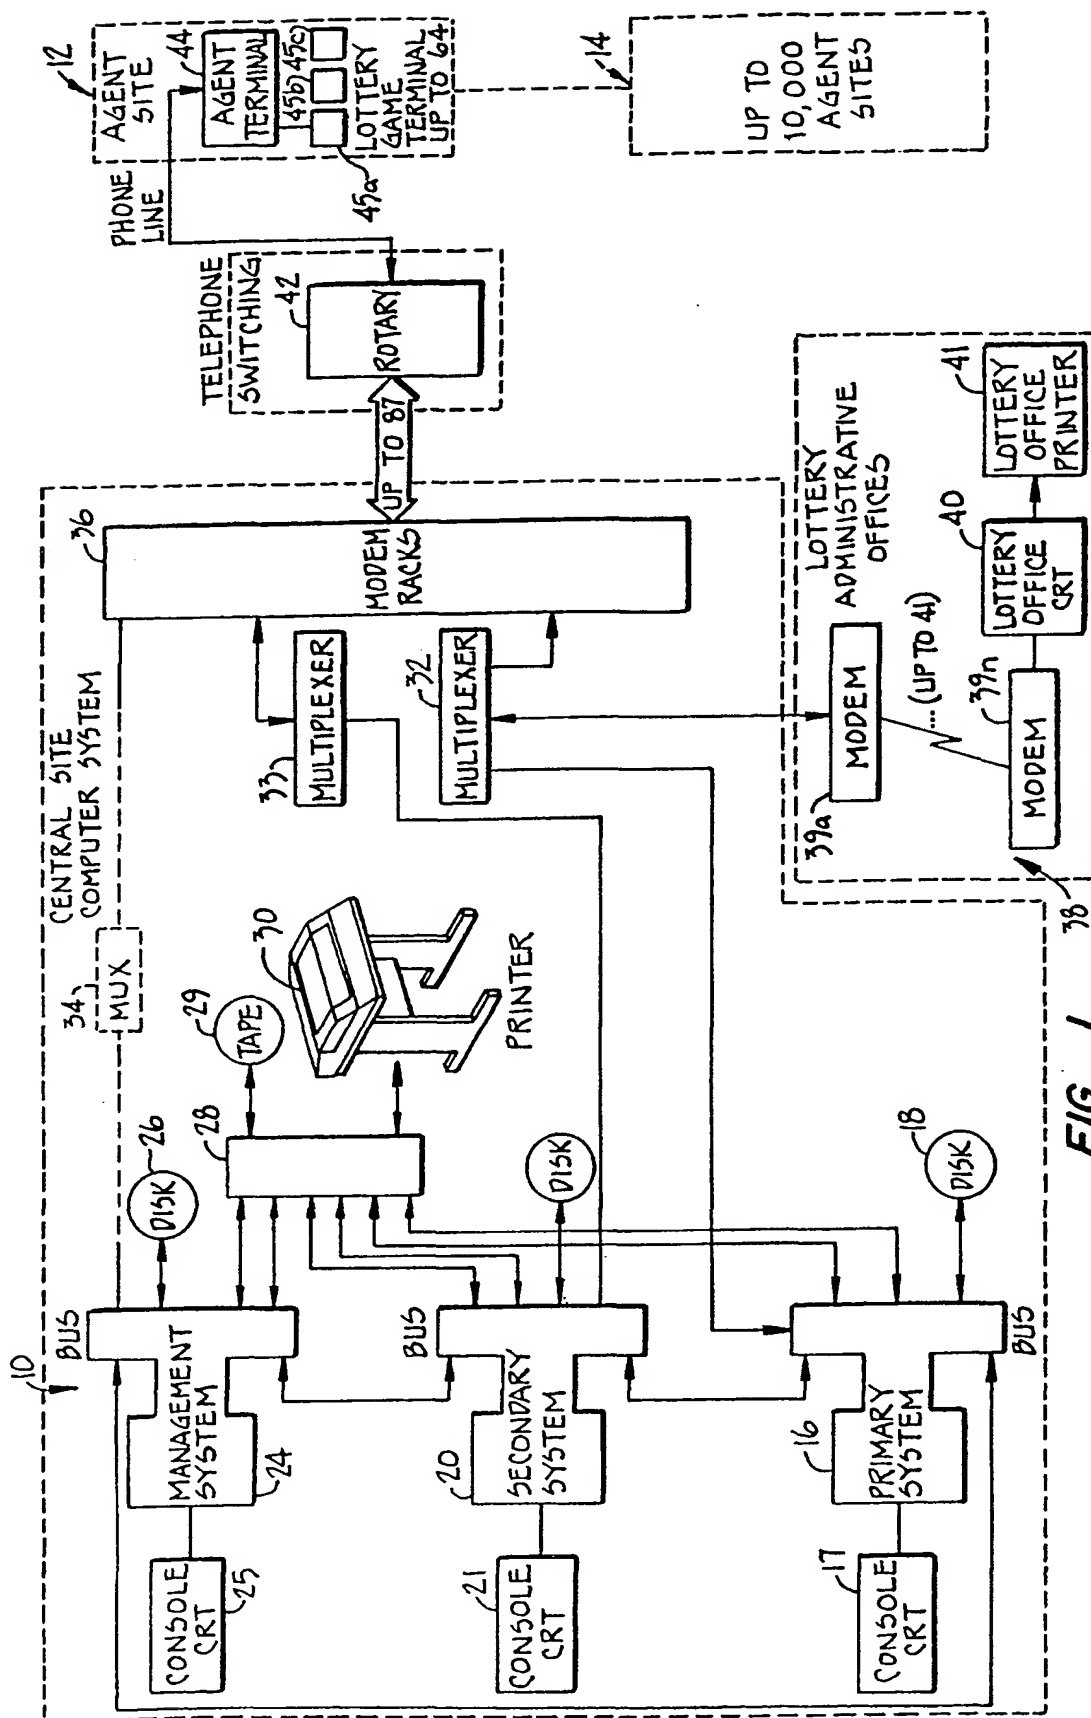 10
CENTRAL SITE
COMPUTER SYSTEM
CONSOLE
CRT
25
MANAGEMENT
SYSTEM
24
BUS
DISK
26
34
MUX
28
TAPE
29
30
PRINTER
CONSOLE
CRT
21
SECONDARY
SYSTEM
20
BUS
DISK
CONSOLE
CRT
17
PRIMARY
SYSTEM
16
BUS
DISK
18
33
MULTIPLEXER
32
MULTIPLEXER
36
MODEM
RACKS
UP TO 87
TELEPHONE
SWITCHING
42
ROTARY
PHONE
LINE
12
AGENT
SITE
44
AGENT
TERMINAL
45a
45b
45c
LOTTERY
GAME
TERMINAL
UP TO 64
14
UP TO
10,000
AGENT
SITES
LOTTERY
ADMINISTRATIVE
OFFICES
39a
MODEM
...(UP TO 41)
39n
MODEM
38
40
LOTTERY
OFFICE
CRT
41
LOTTERY
OFFICE
PRINTER
FIG. 1